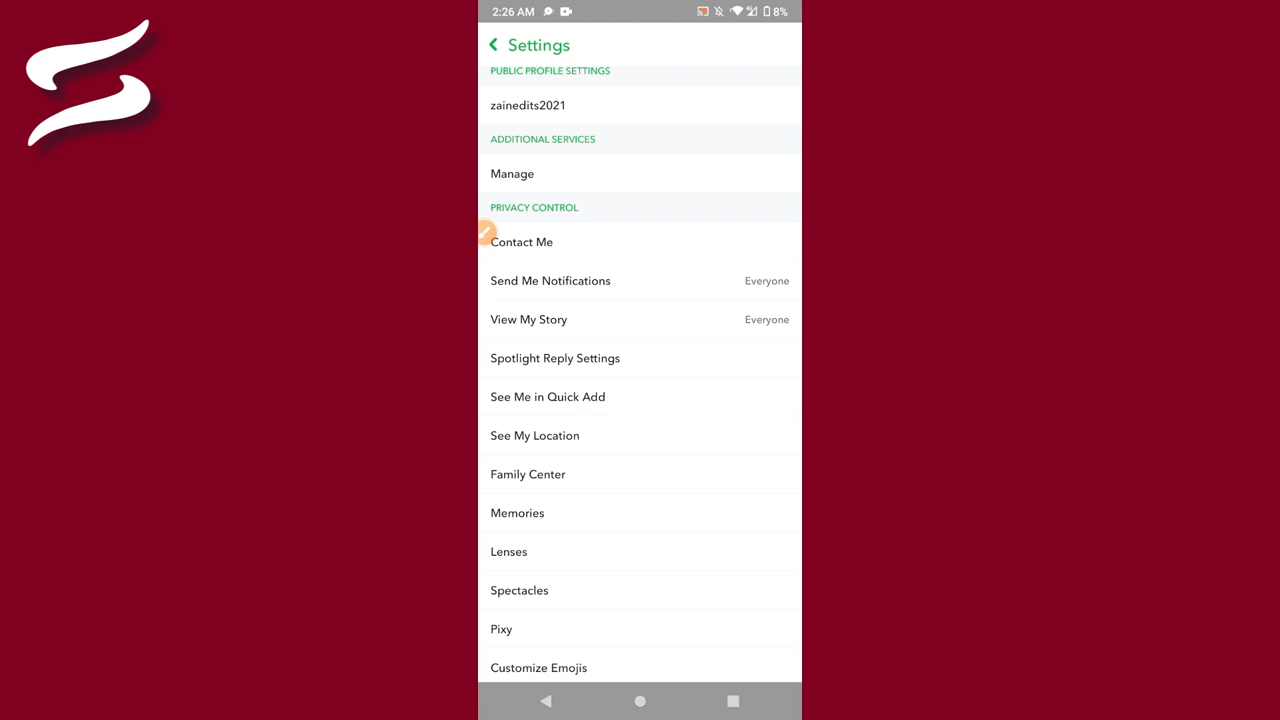 2:26 AM 8%
Settings
PUBLIC PROFILE SETTINGS
zainedits2021
ADDITIONAL SERVICES
Manage
PRIVACY CONTROL
Contact Me
Send Me Notifications Everyone
View My Story Everyone
Spotlight Reply Settings
See Me in Quick Add
See My Location
Family Center
Memories
Lenses
Spectacles
Pixy
Customize Emojis